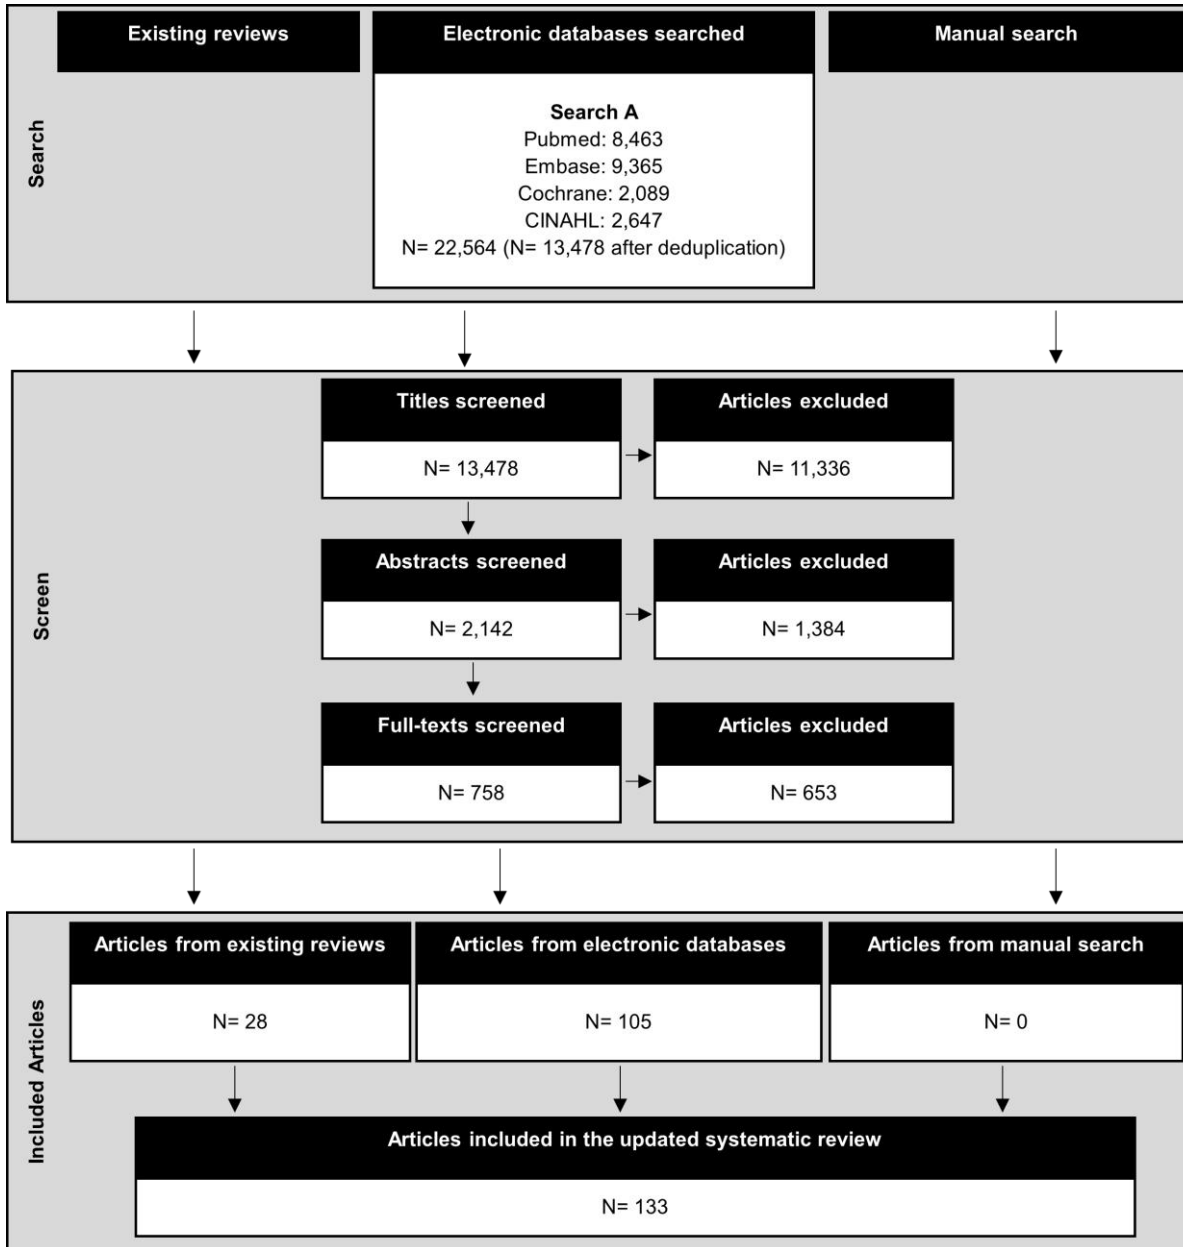 Existing reviews
Electronic databases searched
Manual search
Search
Search A
Pubmed: 8,463
Embase: 9,365
Cochrane: 2,089
CINAHL: 2,647
N= 22,564 (N= 13,478 after deduplication)
Screen
Titles screened
Articles excluded
N= 13,478
N= 11,336
Abstracts screened
Articles excluded
N= 2,142
N= 1,384
Full-texts screened
Articles excluded
N= 758
N= 653
Included Articles
Articles from existing reviews
Articles from electronic databases
Articles from manual search
N= 28
N= 105
N= 0
Articles included in the updated systematic review
N= 133